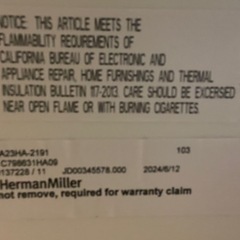 NOTICE: THIS ARTICLE MEETS THE
FLAMMABILITY REQUIREMENTS OF
CALIFORNIA BUREAU OF ELECTRONIC AND
APPLIANCE REPAIR, HOME FURNISHINGS AND THERMAL
INSULATION BULLETIN 117-2013. CARE SHOULD BE EXCERSED
NEAR OPEN FLAME OR WITH BURNING CIGARETTES.
A23HA-2191 103
C798631HA09
0137228 / 11 JD00345578.000 2024/6/12
HermanMiller
not remove, required for warranty claim